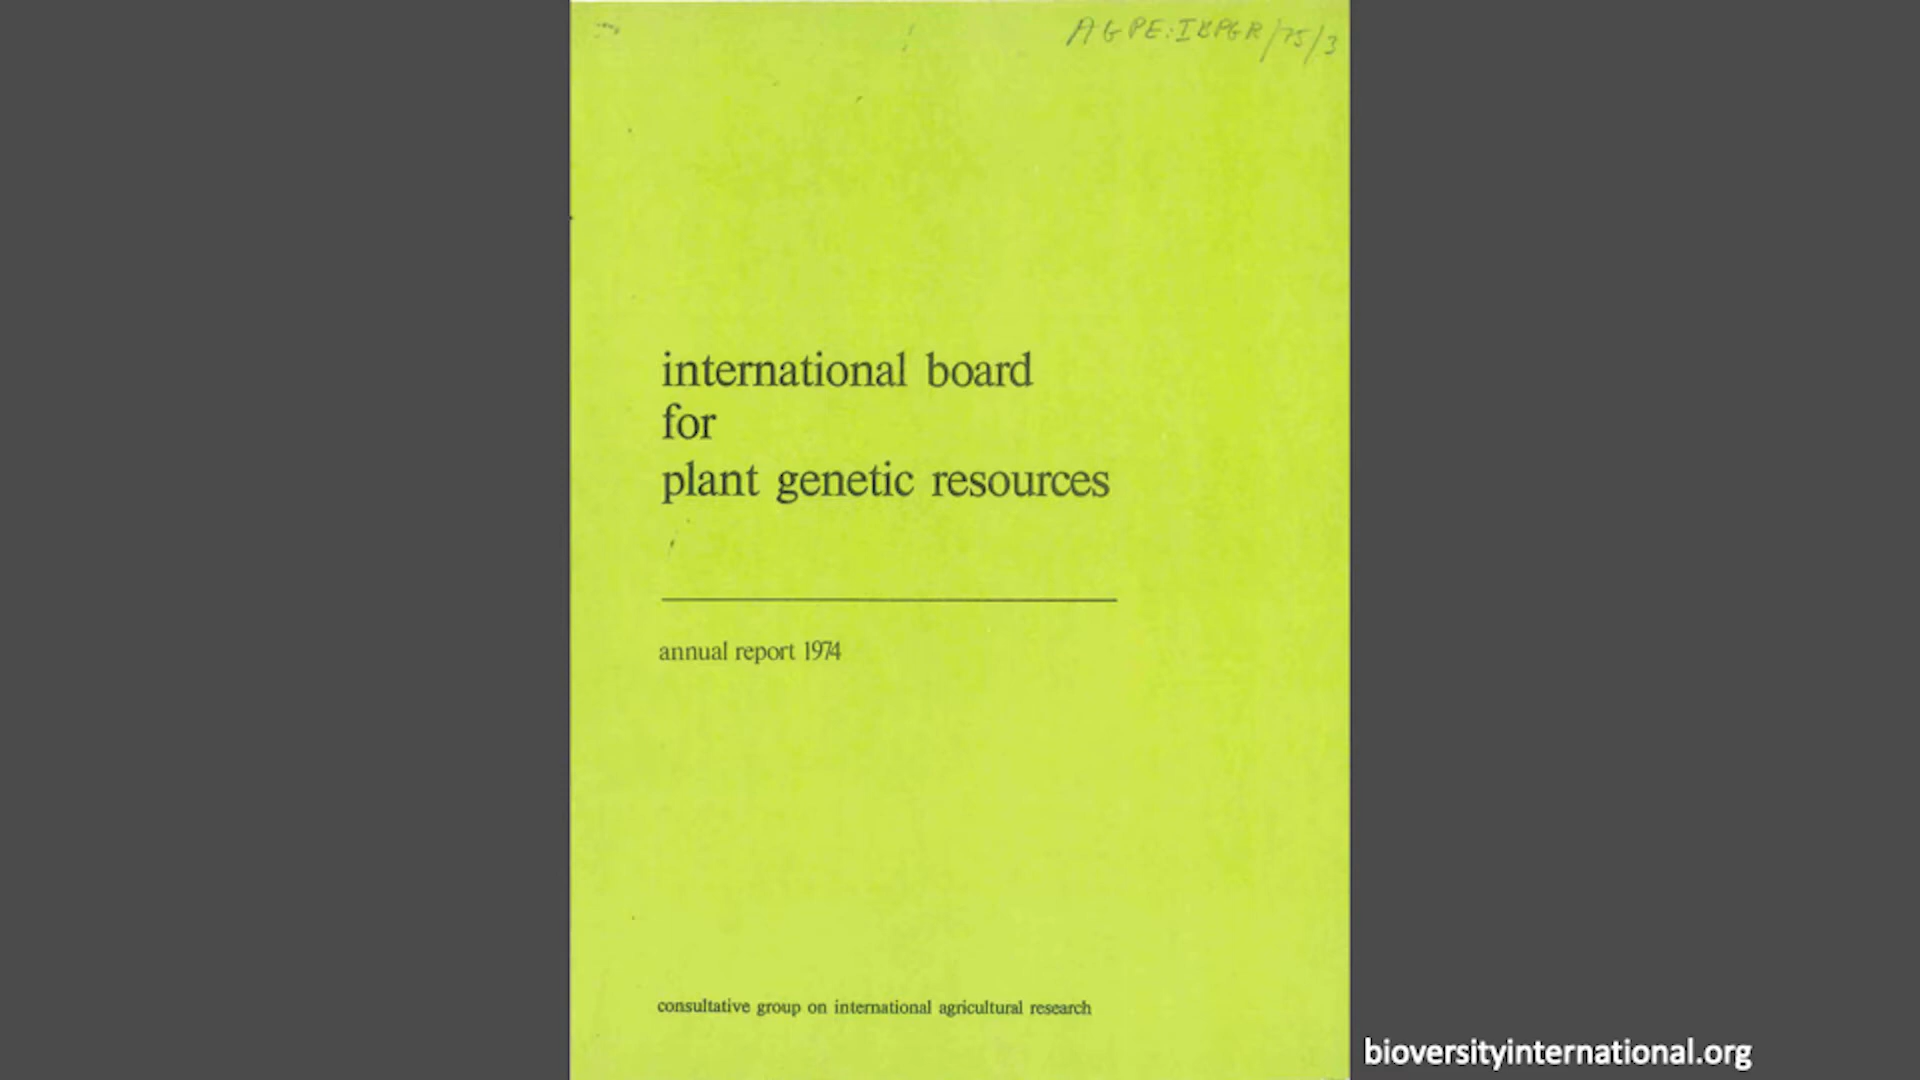 AGPE:IBPGR/75/3
international board
for
plant genetic resources
annual report 1974
consultative group on international agricultural research
bioversityinternational.org